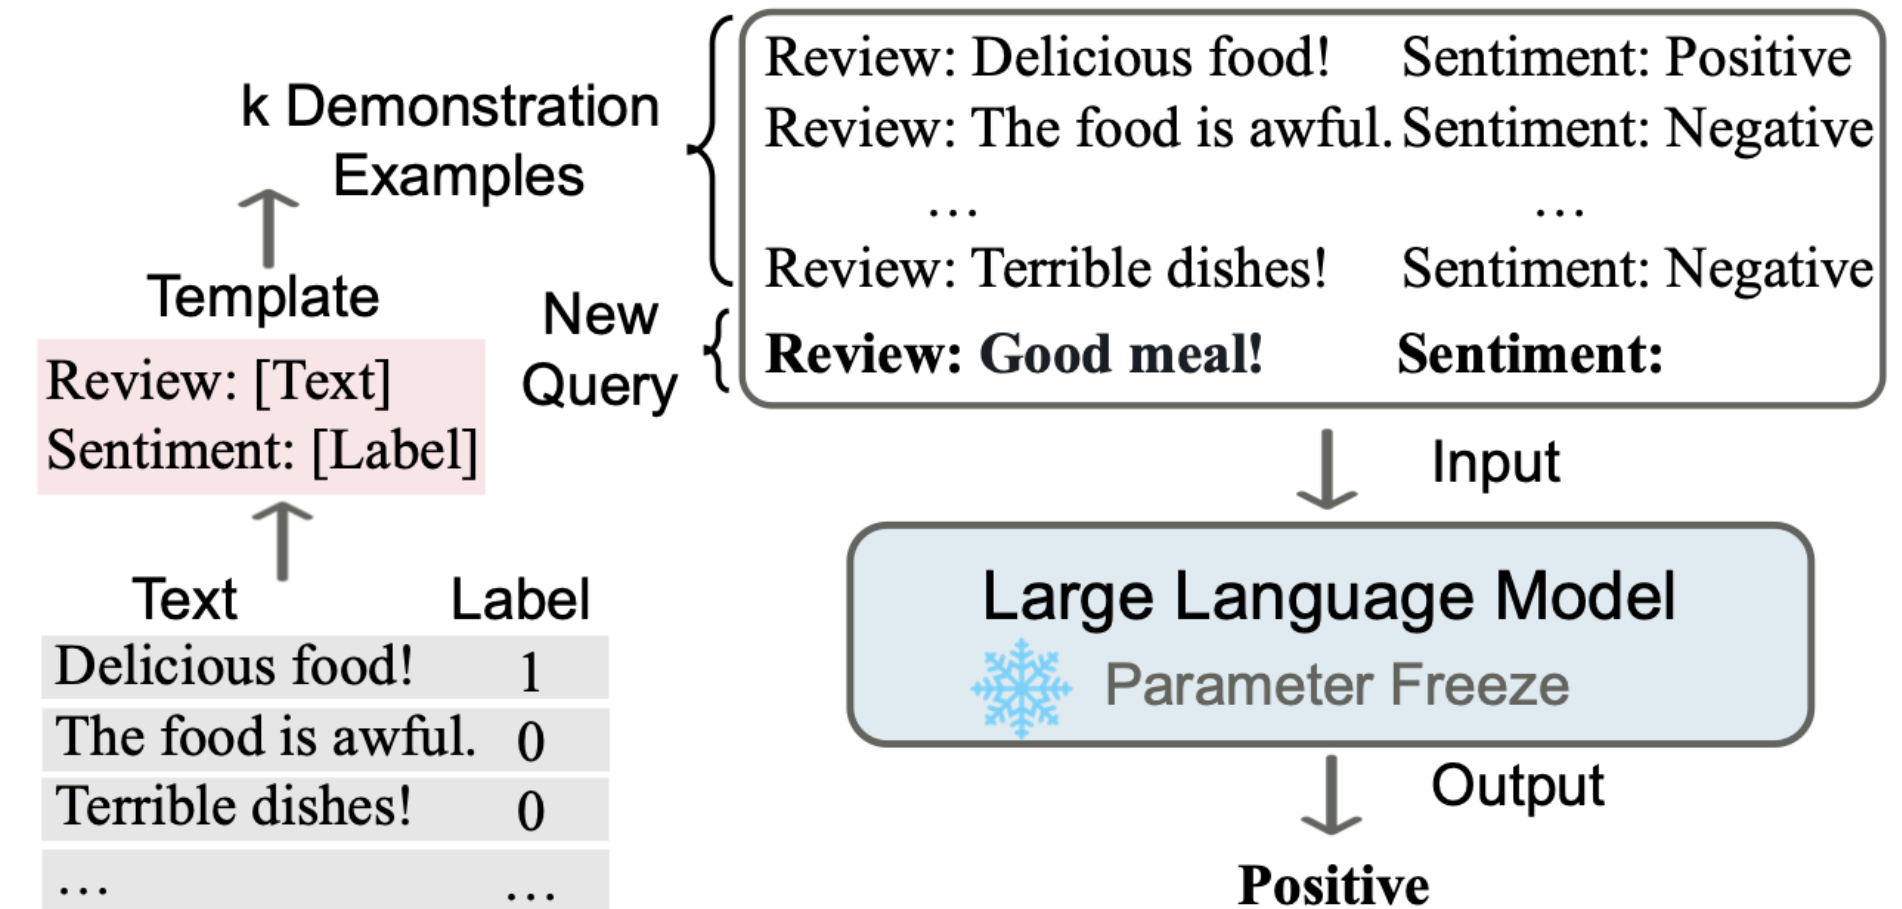 k Demonstration
Examples
Template
Review: [Text]
Sentiment: [Label]
Text Label
Delicious food! 1
The food is awful. 0
Terrible dishes! 0
... ...
New
Query
Review: Delicious food! Sentiment: Positive
Review: The food is awful. Sentiment: Negative
... ...
Review: Terrible dishes! Sentiment: Negative
Review: Good meal! Sentiment:
Input
Large Language Model
Parameter Freeze
Output
Positive